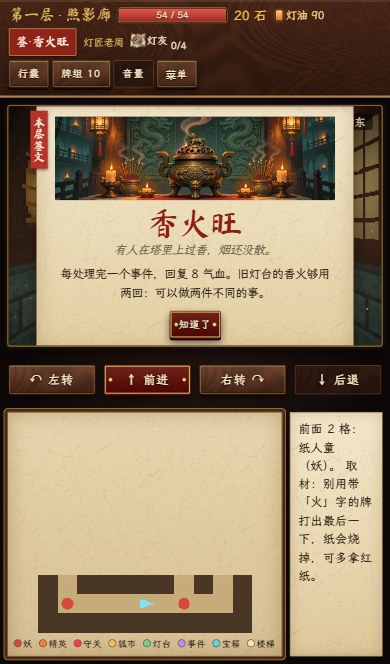 第一层·照影廊 54 / 54 20 石 灯油 90
签·香火旺 灯匠老周 灯灰 0/4
行囊 牌组 10 音量 菜单
本层签文
东
香火旺
有人在塔里上过香，烟还没散。
每处理完一个事件，回复 8 气血。旧灯台的香火够用
两回：可以做两件不同的事。
知道了
↶ 左转 ↑ 前进 右转 ↷ ↓ 后退
前面 2 格：
纸人童
（妖）。 取
材：别用带
「火」字的牌
打出最后一
下，纸会烧
掉，可多拿红
纸。
妖 精英 守关 狐市 灯台 事件 宝箱 楼梯